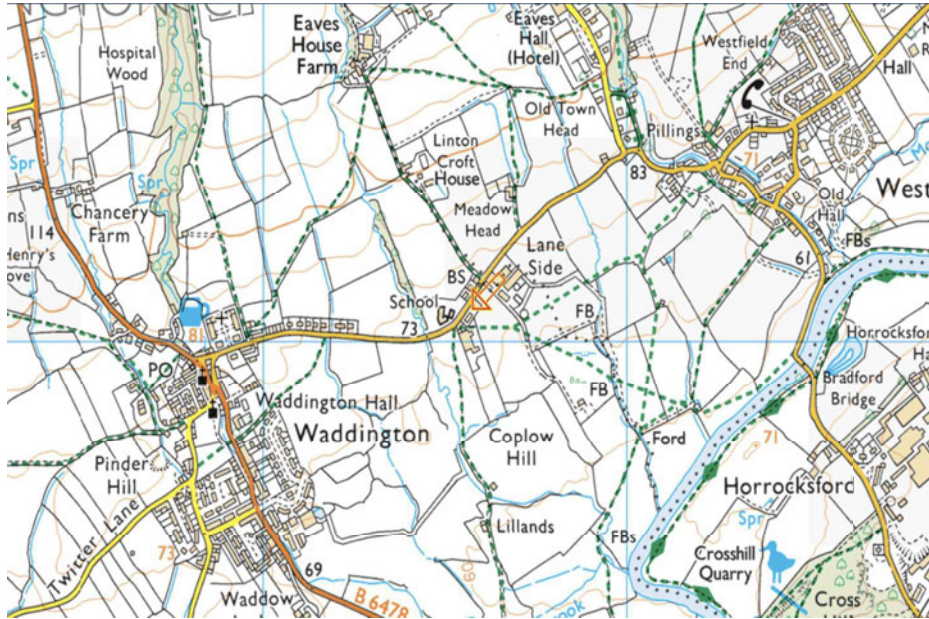 Hospital
Wood
Eaves
House
Farm
Eaves
Hall
(Hotel)
Westfield
End
Hall
Old Town
Head
Pillings
71
Linton
Croft
House
Spr
Spr
Meadow
Head
83
Old
Hall
West
Chancery
Farm
114
Henry's
Lane
Side
BS
61
FBs
School
73
FB
81
Horrocksford
PO
Bradford
Bridge
FB
Waddington Hall
Waddington
Pinder
Hill
Coplow
Hill
Ford
71
Horrocksford
Twitter Lane
Lillands
Spr
FBs
Crosshill
Quarry
73
69
60
B 6478
Waddow
Cross